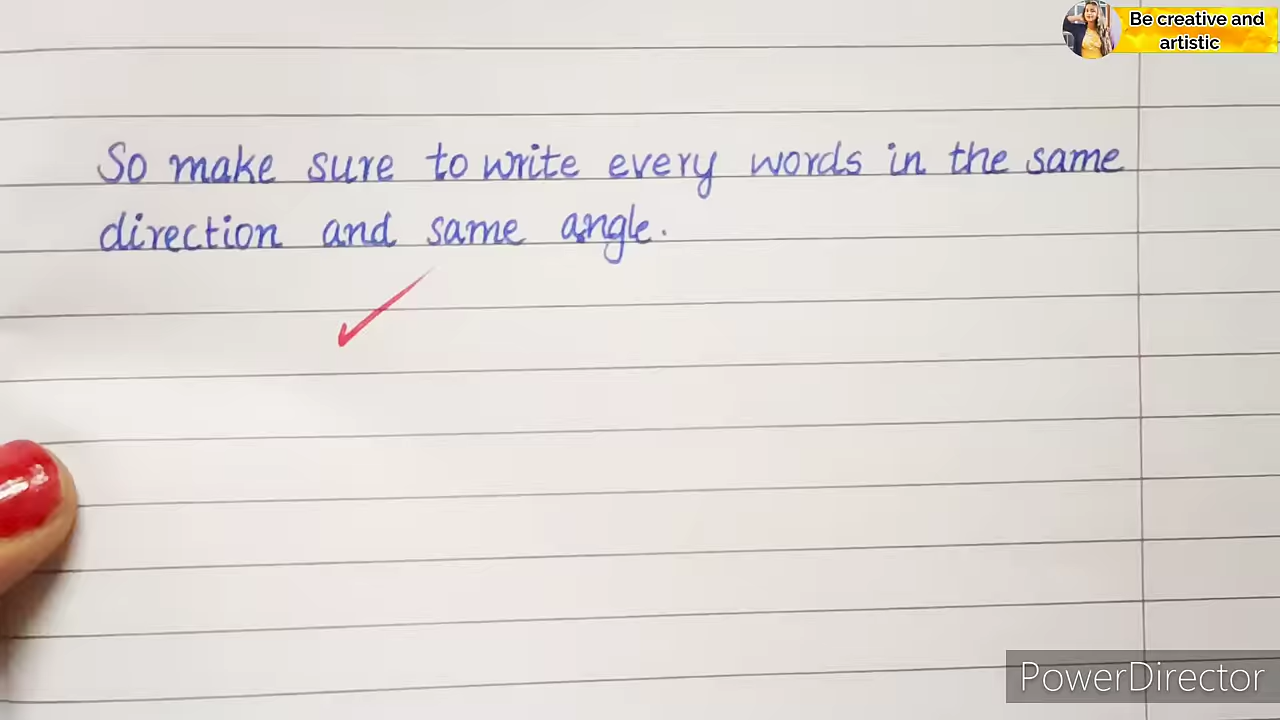 Be creative and
artistic
So make sure to write every words in the same
direction and same angle.
PowerDirector